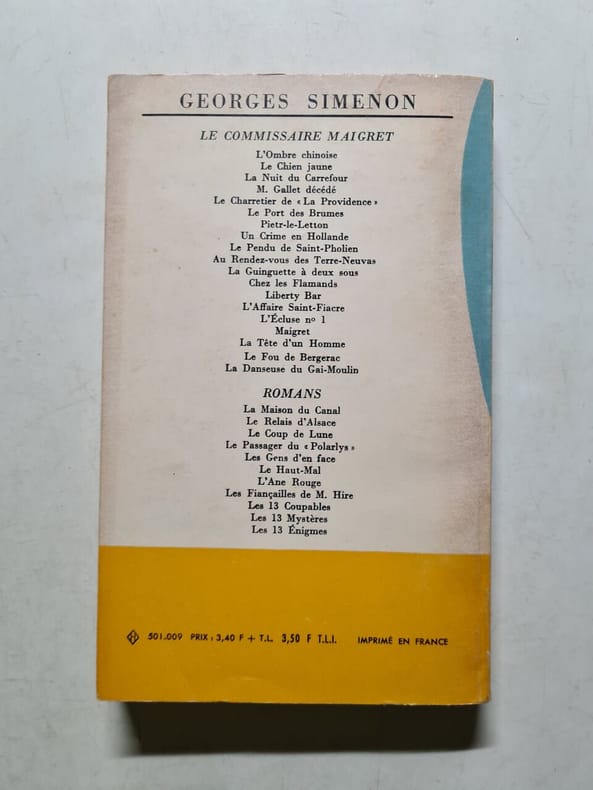 GEORGES SIMENON
LE COMMISSAIRE MAIGRET
L'Ombre chinoise
Le Chien jaune
La Nuit du Carrefour
M. Gallet décédé
Le Charretier de « La Providence »
Le Port des Brumes
Pietr-le-Letton
Un Crime en Hollande
Le Pendu de Saint-Pholien
Au Rendez-vous des Terre-Neuvas
La Guinguette à deux sous
Chez les Flamands
Liberty Bar
L'Affaire Saint-Fiacre
L'Écluse no 1
Maigret
La Tête d'un Homme
Le Fou de Bergerac
La Danseuse du Gai-Moulin
ROMANS
La Maison du Canal
Le Relais d'Alsace
Le Coup de Lune
Le Passager du « Polarlys »
Les Gens d'en face
Le Haut-Mal
L'Ane Rouge
Les Fiançailles de M. Hire
Les 13 Coupables
Les 13 Mystères
Les 13 Énigmes
501.009 PRIX : 3,40 F + T.L. 3,50 F T.L.I. IMPRIMÉ EN FRANCE